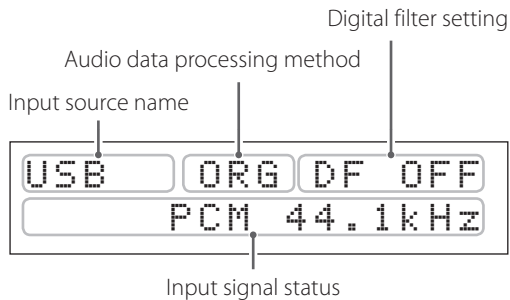 Digital filter setting
Audio data processing method
Input source name
USB ORG DF OFF
PCM 44.1kHz
Input signal status